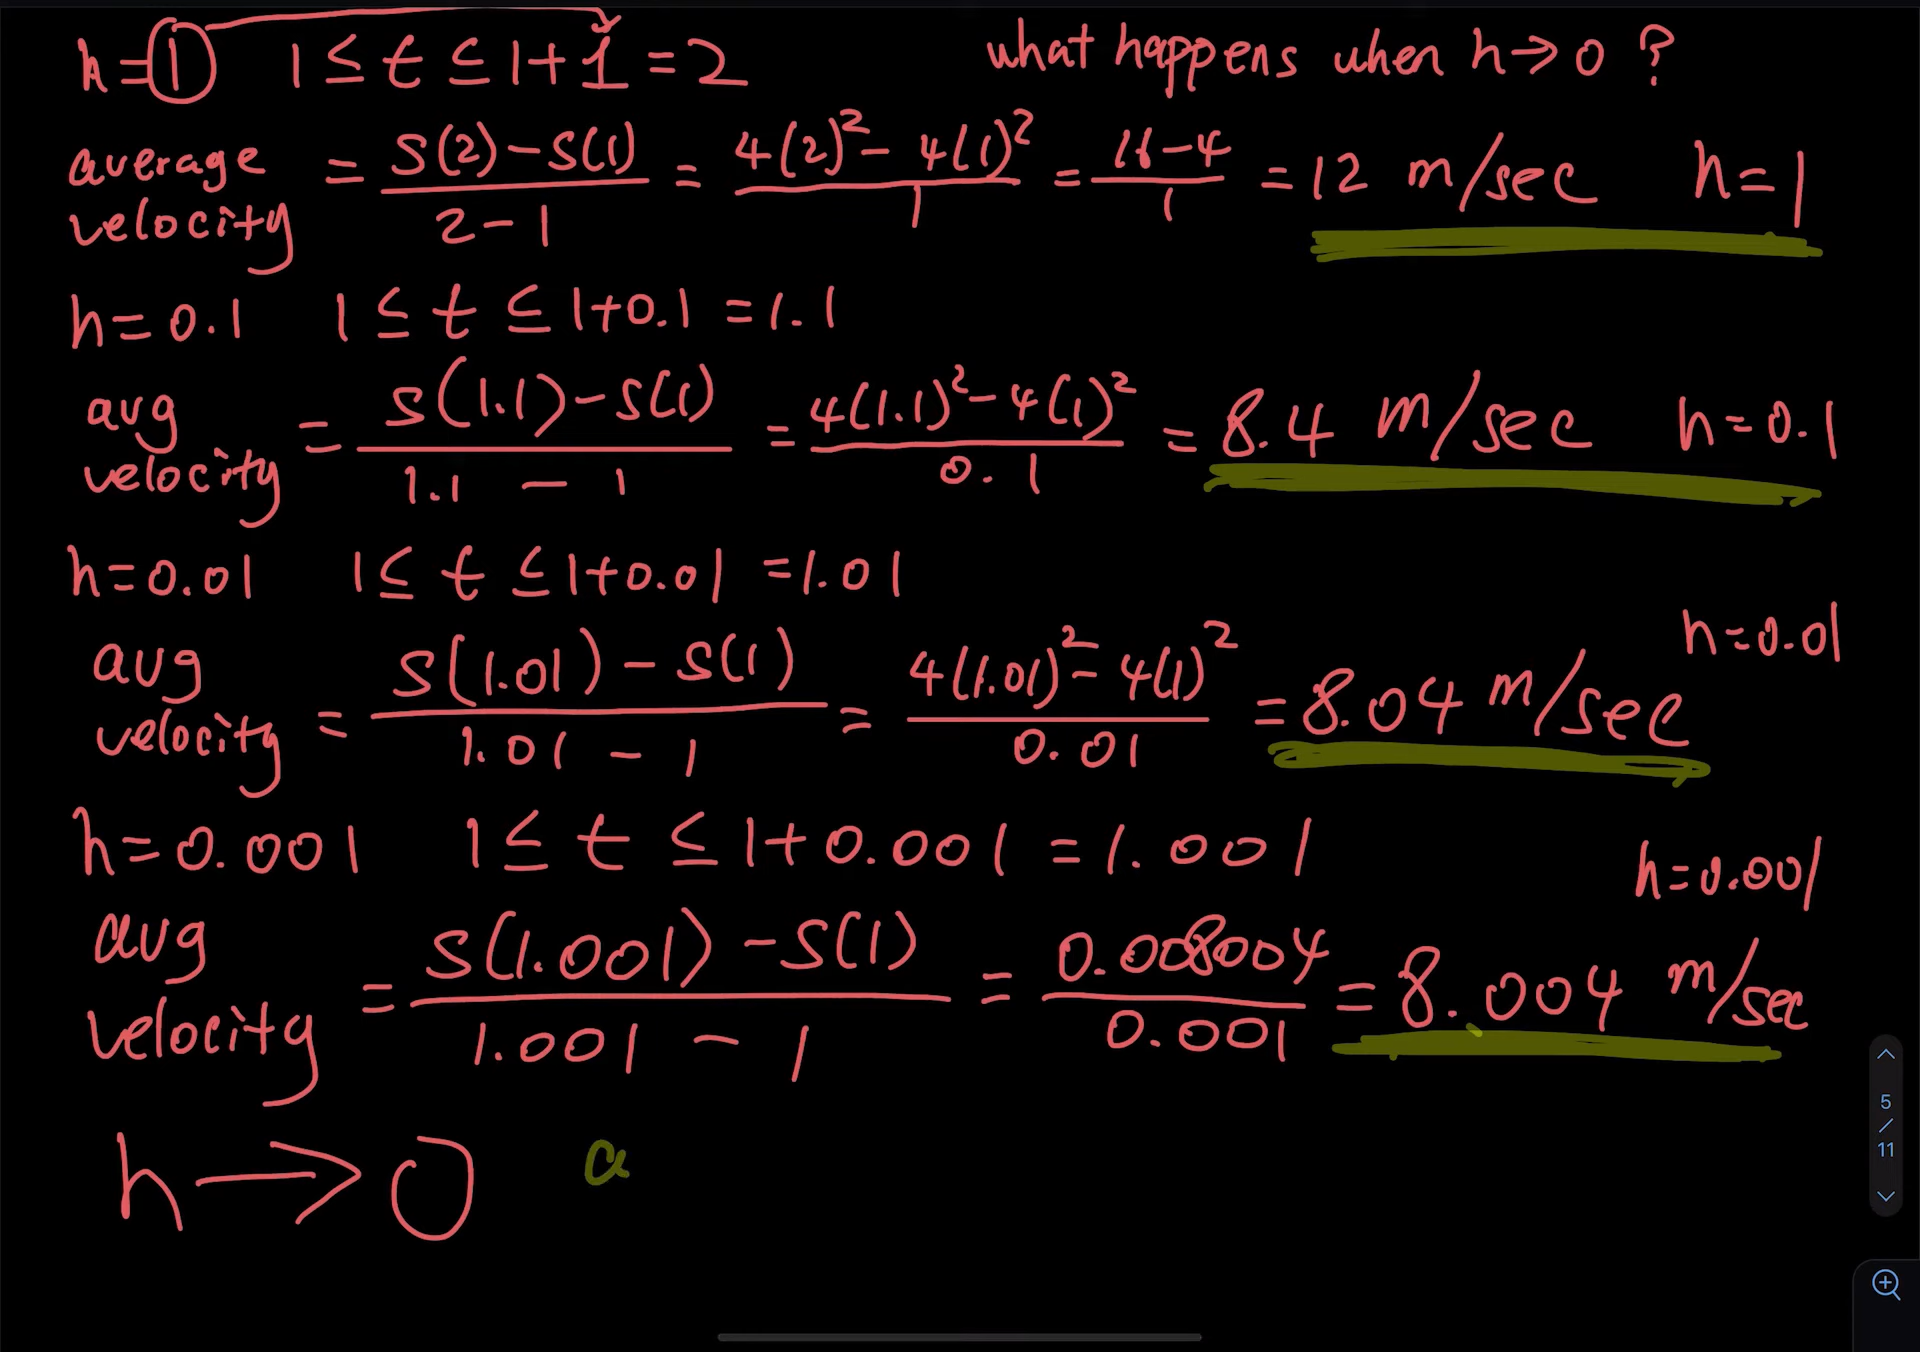 h=1 1 ≤ t ≤ 1+1 = 2 what happens when h→0 ?
average velocity = S(2)-S(1) / 2-1 = 4(2)²-4(1)² / 1 = 16-4 / 1 = 12 m/sec h=1
h=0.1 1 ≤ t ≤ 1+0.1 = 1.1
avg velocity = S(1.1)-S(1) / 1.1 - 1 = 4(1.1)²-4(1)² / 0.1 = 8.4 m/sec h=0.1
h=0.01 1 ≤ t ≤ 1+0.01 = 1.01
h=0.01
avg velocity = S(1.01)-S(1) / 1.01 - 1 = 4(1.01)²-4(1)² / 0.01 = 8.04 m/sec
h=0.001 1 ≤ t ≤ 1+0.001 = 1.001
h=0.001
avg velocity = S(1.001)-S(1) / 1.001 - 1 = 0.008004 / 0.001 = 8.004 m/sec
h → 0 a
5
/
11